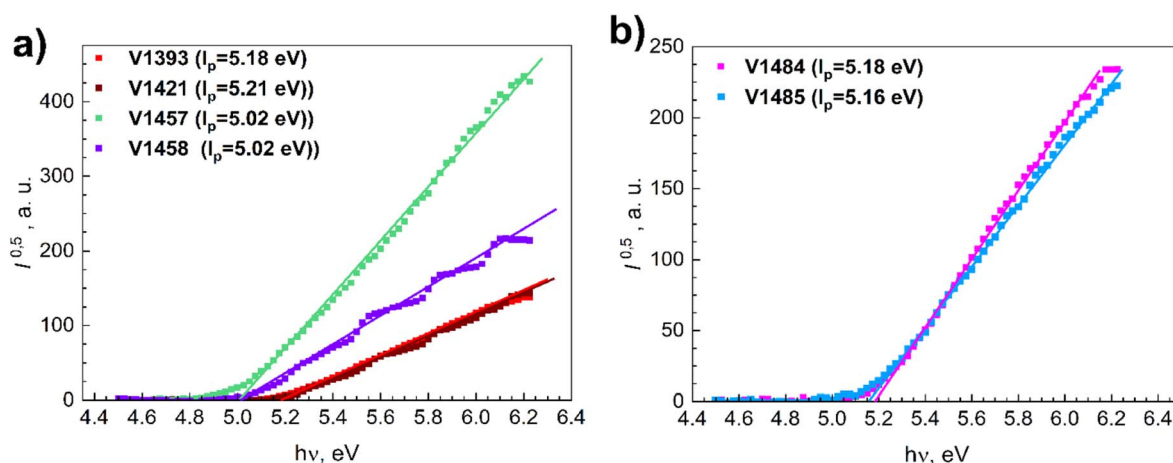 a)
V1393 (Iₚ=5.18 eV)
V1421 (Iₚ=5.21 eV)
V1457 (Iₚ=5.02 eV))
V1458 (Iₚ=5.02 eV))
400
300
200
100
0
I^0,5, a. u.
4.4 4.6 4.8 5.0 5.2 5.4 5.6 5.8 6.0 6.2 6.4
hν, eV
b)
V1484 (Iₚ=5.18 eV)
V1485 (Iₚ=5.16 eV)
250
200
150
100
50
0
I^0,5, a. u.
4.4 4.6 4.8 5.0 5.2 5.4 5.6 5.8 6.0 6.2 6.4
hν, eV